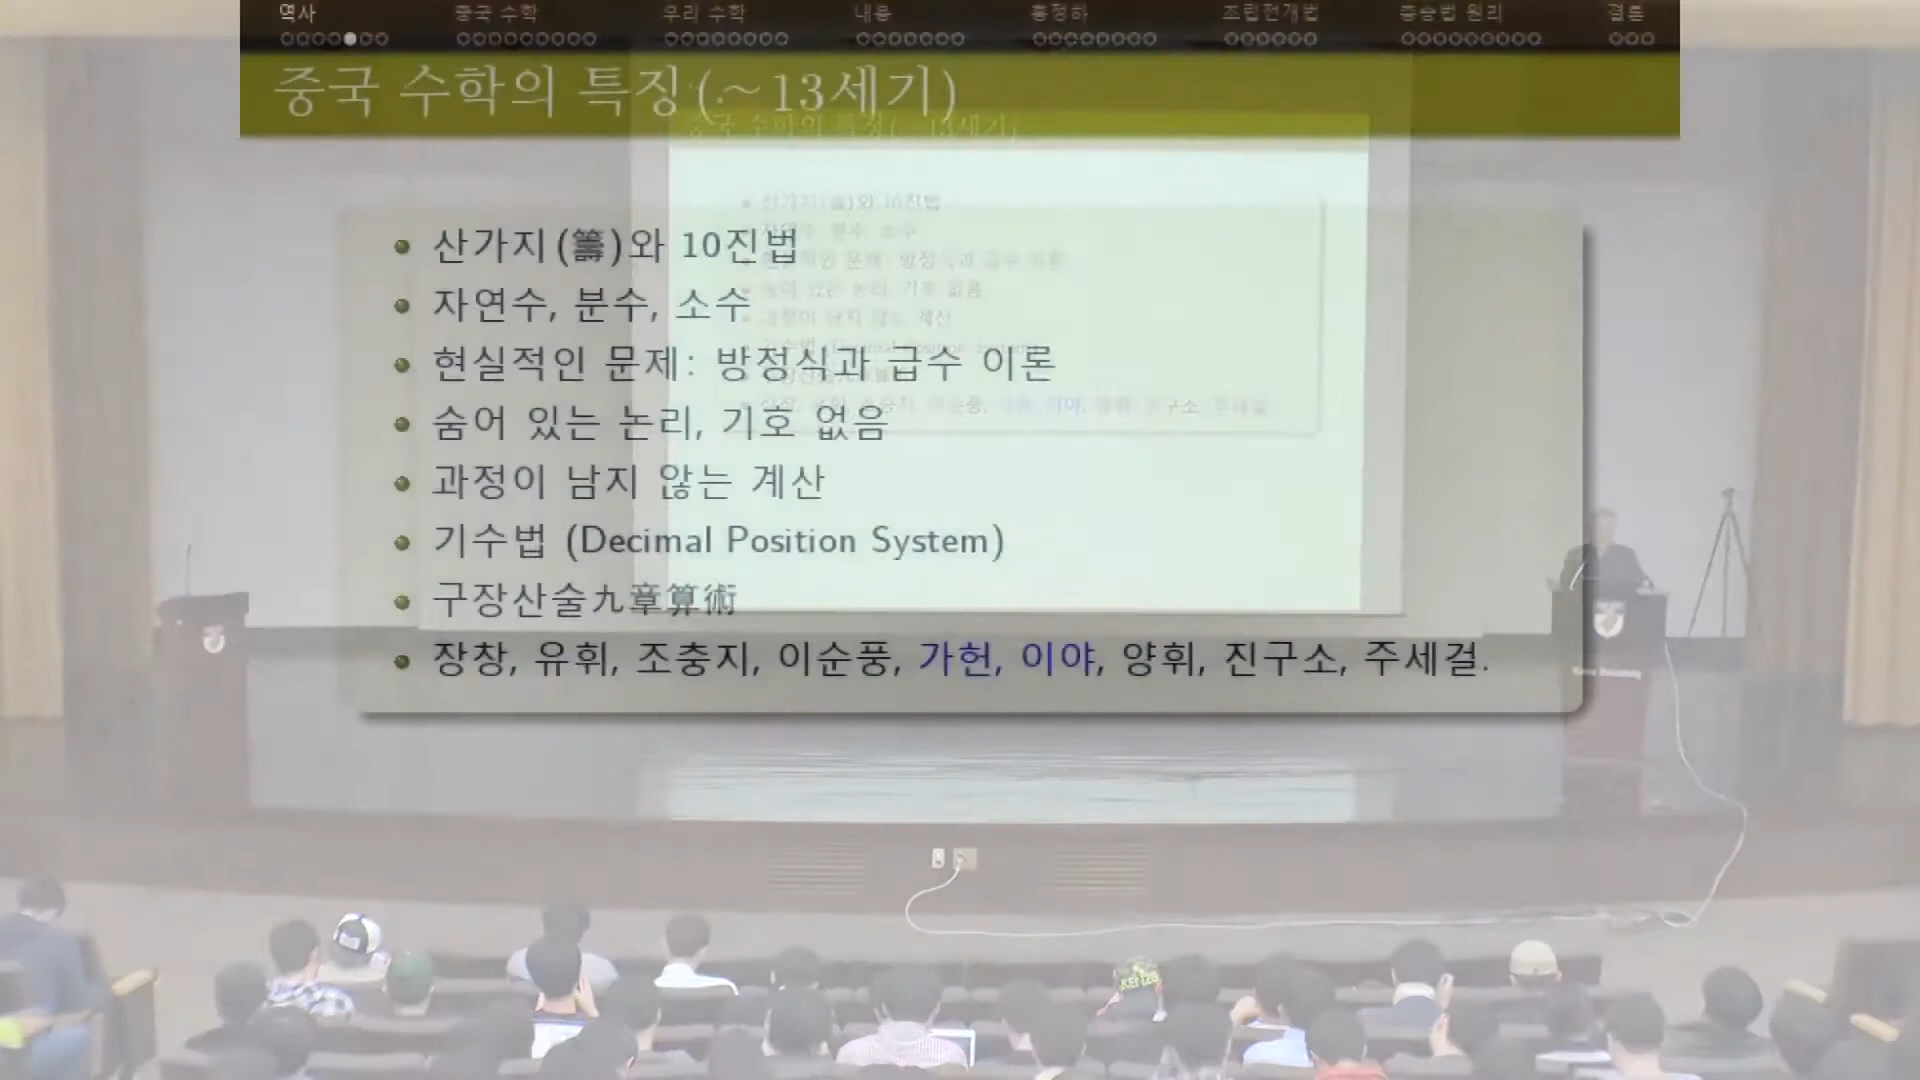 역사 중국 수학 우리 수학 내용 홍정하 조립전개법 증승법 원리 결론
중국 수학의 특징(∼13세기)
산가지(籌)와 10진법
자연수, 분수, 소수
현실적인 문제: 방정식과 급수 이론
숨어 있는 논리, 기호 없음
과정이 남지 않는 계산
기수법 (Decimal Position System)
구장산술九章算術
장창, 유휘, 조충지, 이순풍, 가헌, 이야, 양휘, 진구소, 주세걸.
KENZO